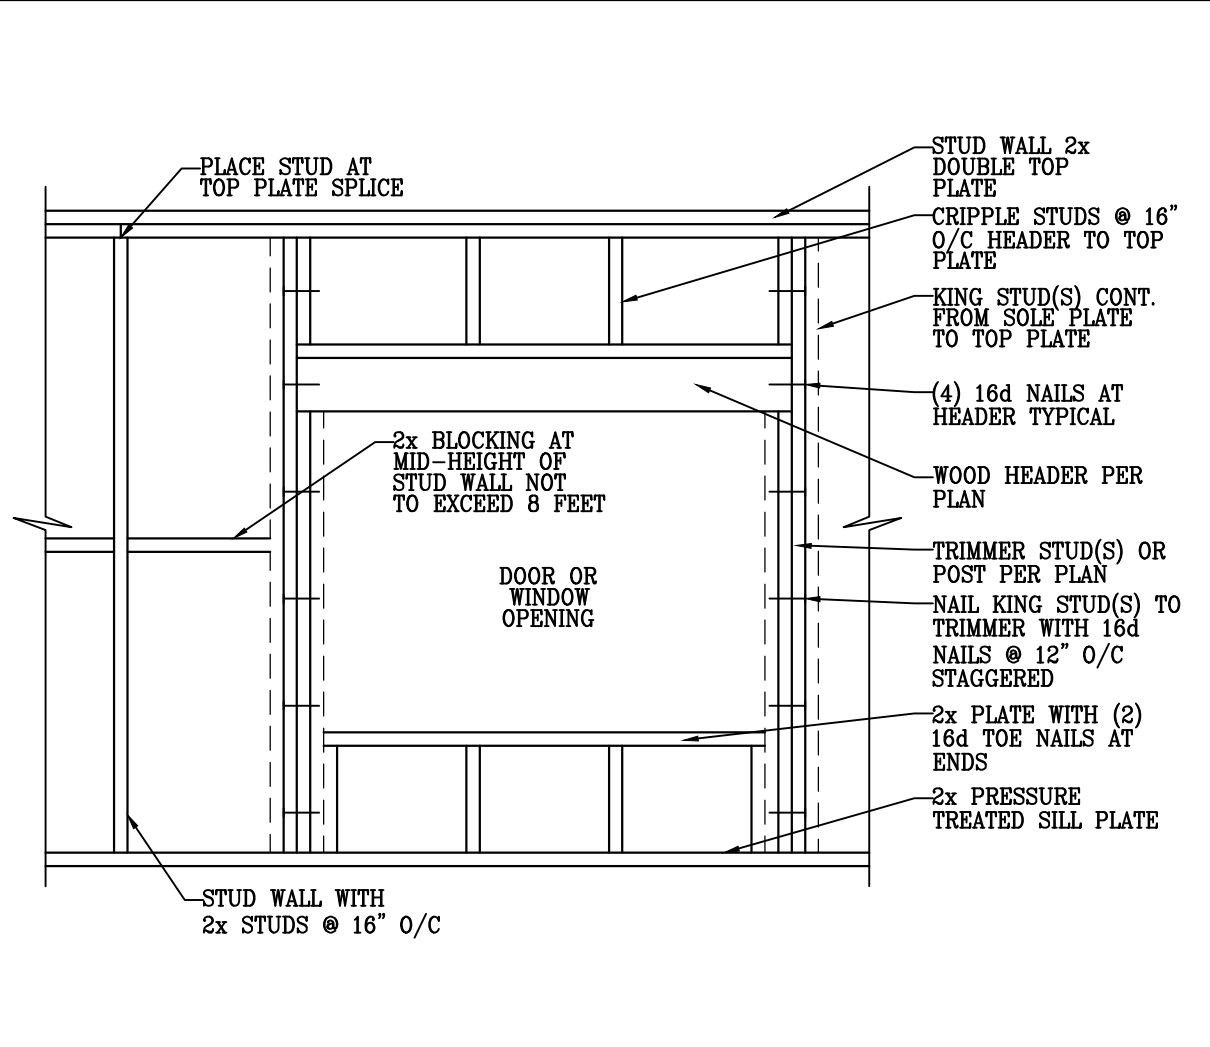 PLACE STUD AT
TOP PLATE SPLICE
STUD WALL 2x
DOUBLE TOP
PLATE
CRIPPLE STUDS @ 16”
O/C HEADER TO TOP
PLATE
KING STUD(S) CONT.
FROM SOLE PLATE
TO TOP PLATE
(4) 16d NAILS AT
HEADER TYPICAL
2x BLOCKING AT
MID-HEIGHT OF
STUD WALL NOT
TO EXCEED 8 FEET
WOOD HEADER PER
PLAN
DOOR OR
WINDOW
OPENING
TRIMMER STUD(S) OR
POST PER PLAN
NAIL KING STUD(S) TO
TRIMMER WITH 16d
NAILS @ 12” O/C
STAGGERED
2x PLATE WITH (2)
16d TOE NAILS AT
ENDS
2x PRESSURE
TREATED SILL PLATE
STUD WALL WITH
2x STUDS @ 16” O/C